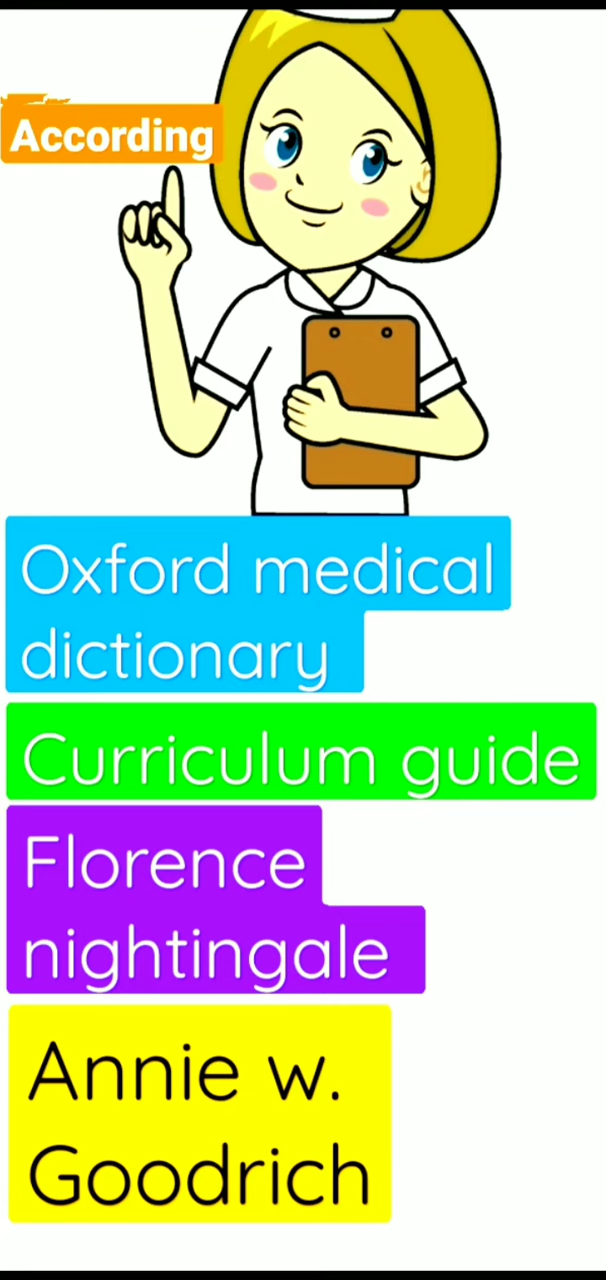 According
Oxford medical
dictionary
Curriculum guide
Florence
nightingale
Annie w.
Goodrich